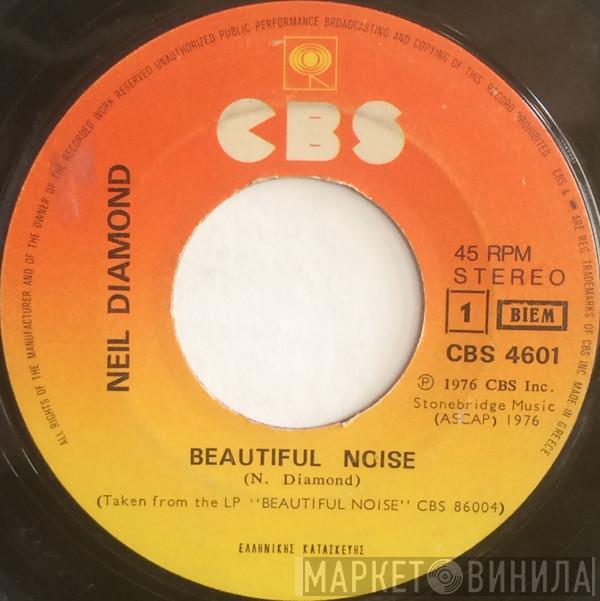 ALL RIGHTS OF THE MANUFACTURER AND OF THE OWNER OF THE RECORDED WORK RESERVED UNAUTHORIZED PUBLIC PERFORMANCE BROADCASTING AND COPYING OF THIS RECORD PROHIBITED CBS & ARE REG. TRADEMARKS OF CBS INC MADE IN GREECE
CBS
NEIL DIAMOND
45 RPM
STEREO
1 BIEM
CBS 4601
℗ 1976 CBS Inc.
Stonebridge Music
(ASCAP) 1976
BEAUTIFUL NOISE
(N. Diamond)
(Taken from the LP "BEAUTIFUL NOISE" CBS 86004)
ΕΛΛΗΝΙΚΗΣ ΚΑΤΑΣΚΕΥΗΣ
МАРКЕТ ВИНИЛА